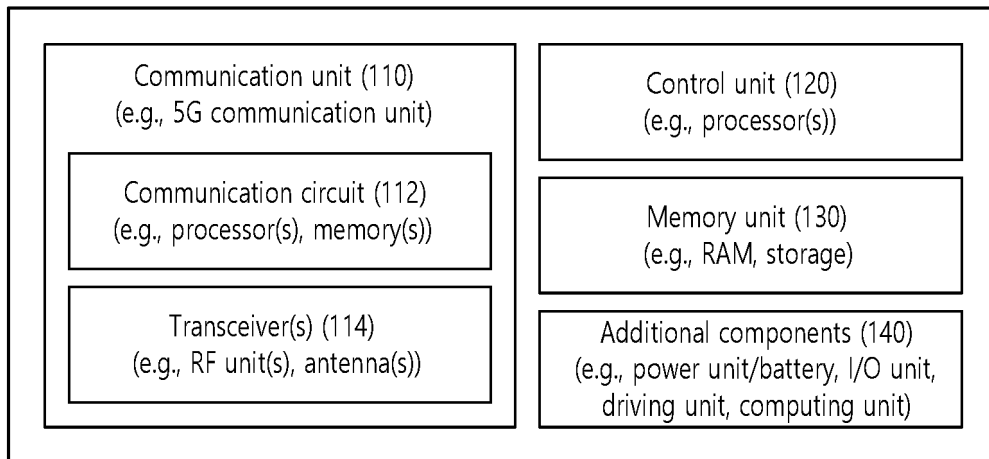 Communication unit (110)
(e.g., 5G communication unit)
Communication circuit (112)
(e.g., processor(s), memory(s))
Transceiver(s) (114)
(e.g., RF unit(s), antenna(s))
Control unit (120)
(e.g., processor(s))
Memory unit (130)
(e.g., RAM, storage)
Additional components (140)
(e.g., power unit/battery, I/O unit,
driving unit, computing unit)